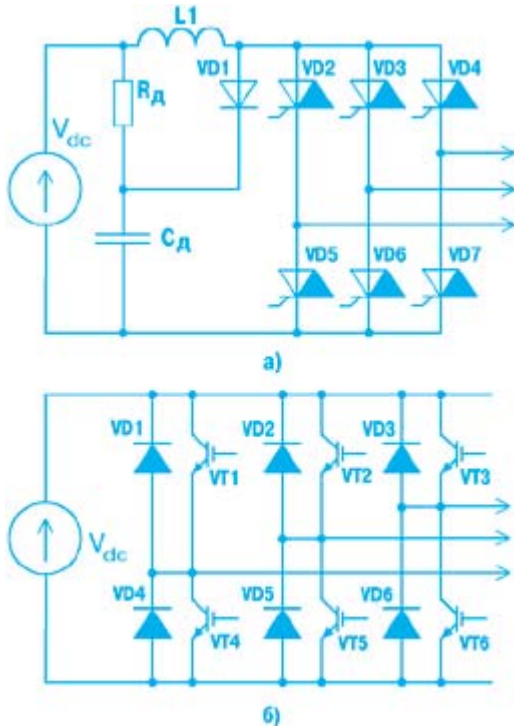 L1
VD1 VD2 VD3 VD4
Rд
Vdc
Cд
VD5 VD6 VD7
а)
VD1 VD2 VD3
VT1 VT2 VT3
Vdc
VD4 VD5 VD6
VT4 VT5 VT6
б)